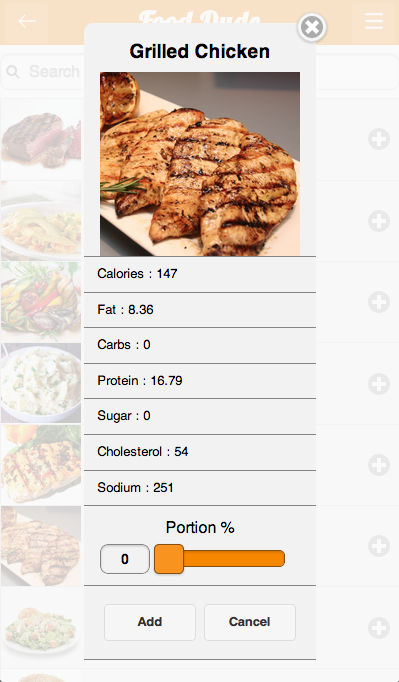 Food Dude
Grilled Chicken
Search
Calories : 147
Fat : 8.36
Carbs : 0
Protein : 16.79
Sugar : 0
Cholesterol : 54
Sodium : 251
Portion %
0
Add
Cancel